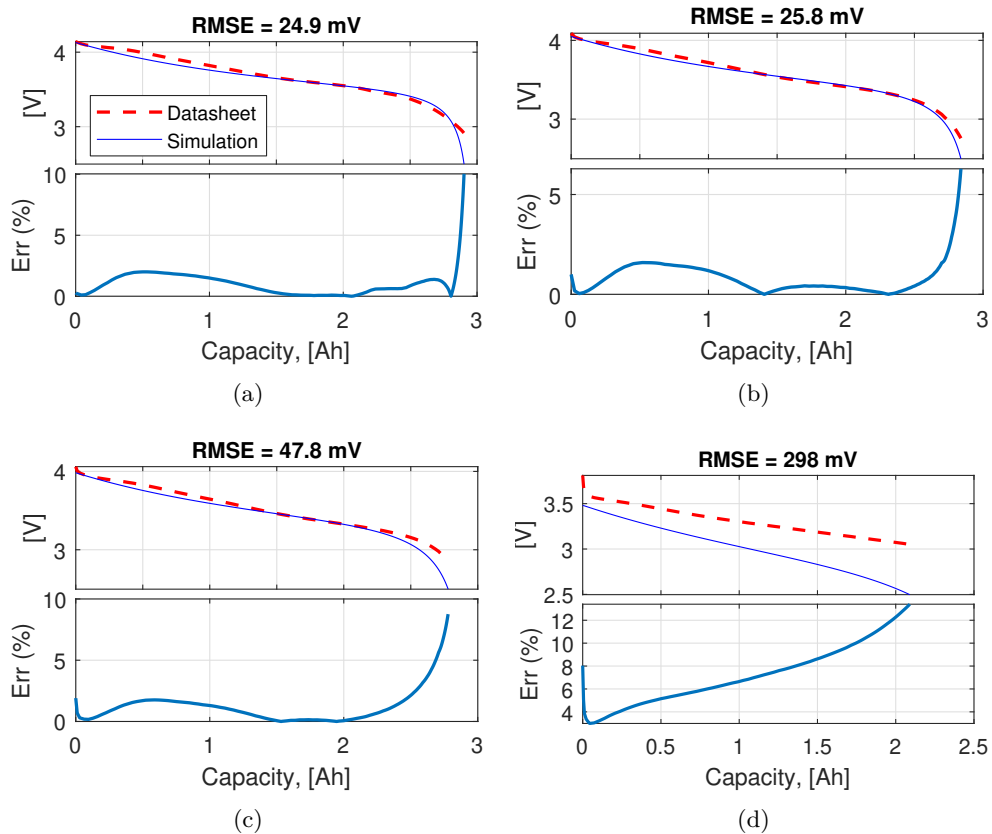 RMSE = 24.9 mV
4
3
[V]
Datasheet
Simulation
10
5
0
Err (%)
0 1 2 3
Capacity, [Ah]
(a)
RMSE = 25.8 mV
4
3
[V]
5
0
Err (%)
0 1 2 3
Capacity, [Ah]
(b)
RMSE = 47.8 mV
4
3
[V]
10
5
0
Err (%)
0 1 2 3
Capacity, [Ah]
(c)
RMSE = 298 mV
3.5
3
2.5
[V]
12
10
8
6
4
Err (%)
0 0.5 1 1.5 2 2.5
Capacity, [Ah]
(d)